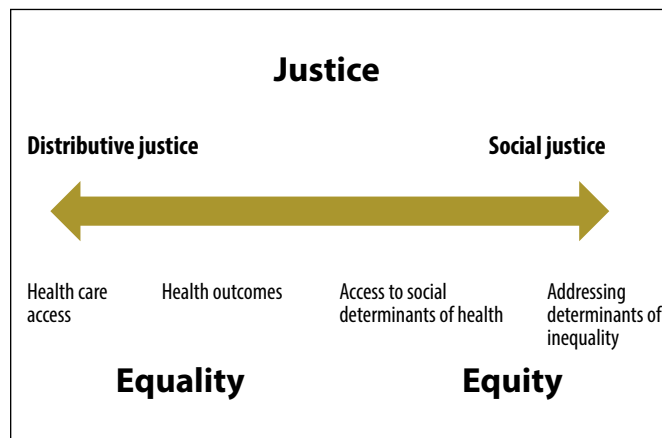 Justice
Distributive justice
Social justice
Health care
access
Health outcomes
Access to social
determinants of health
Addressing
determinants of
inequality
Equality
Equity